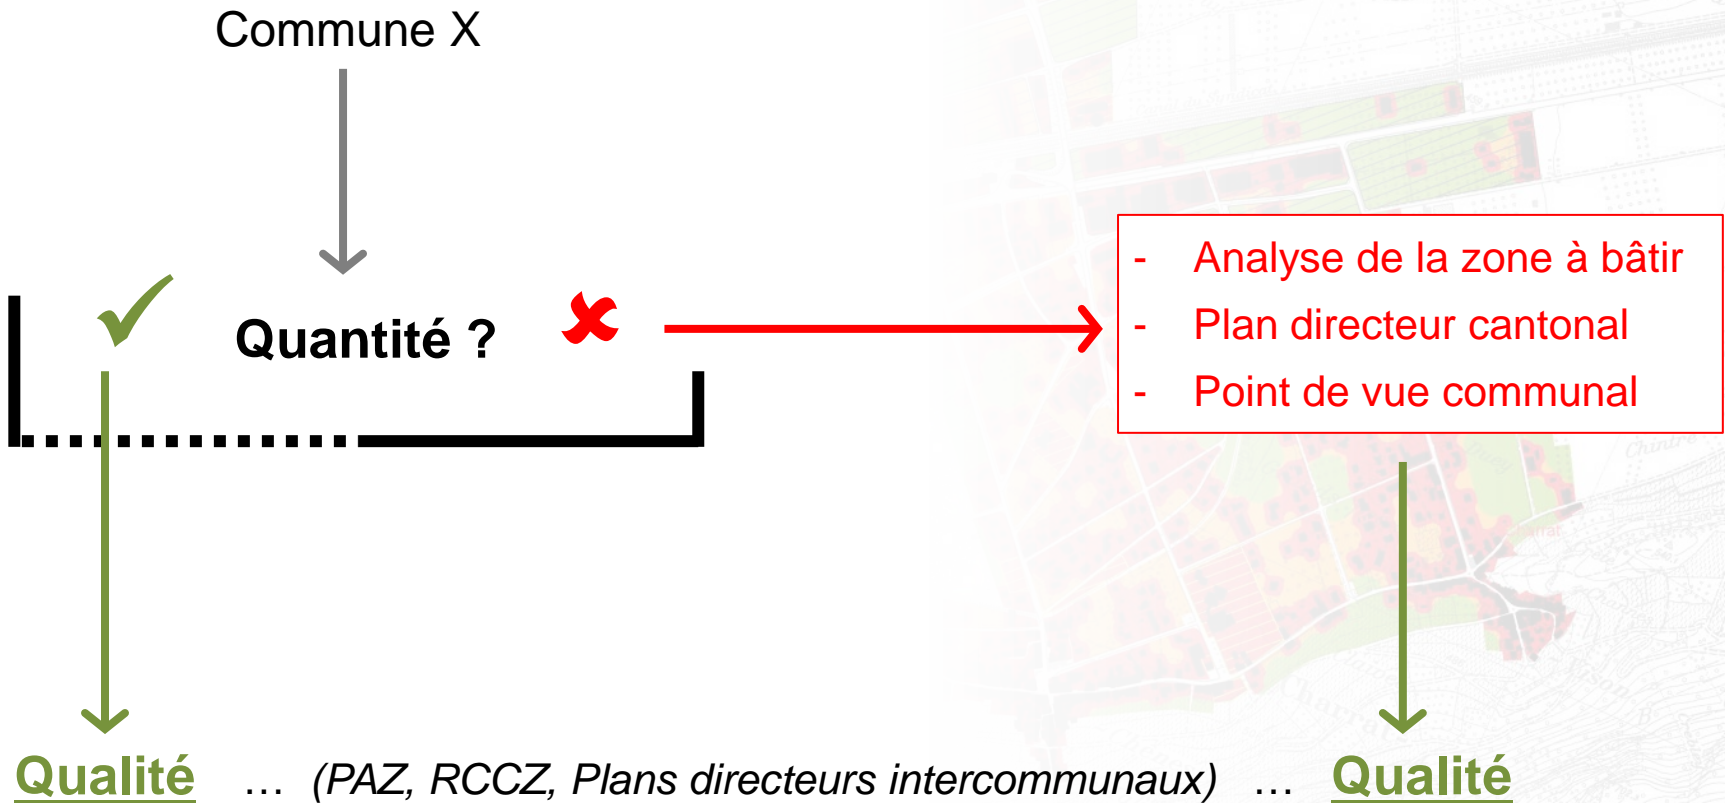 Commune X
Quantité ?
- Analyse de la zone à bâtir
- Plan directeur cantonal
- Point de vue communal
Qualité ... (PAZ, RCCZ, Plans directeurs intercommunaux) ... Qualité
Charrat